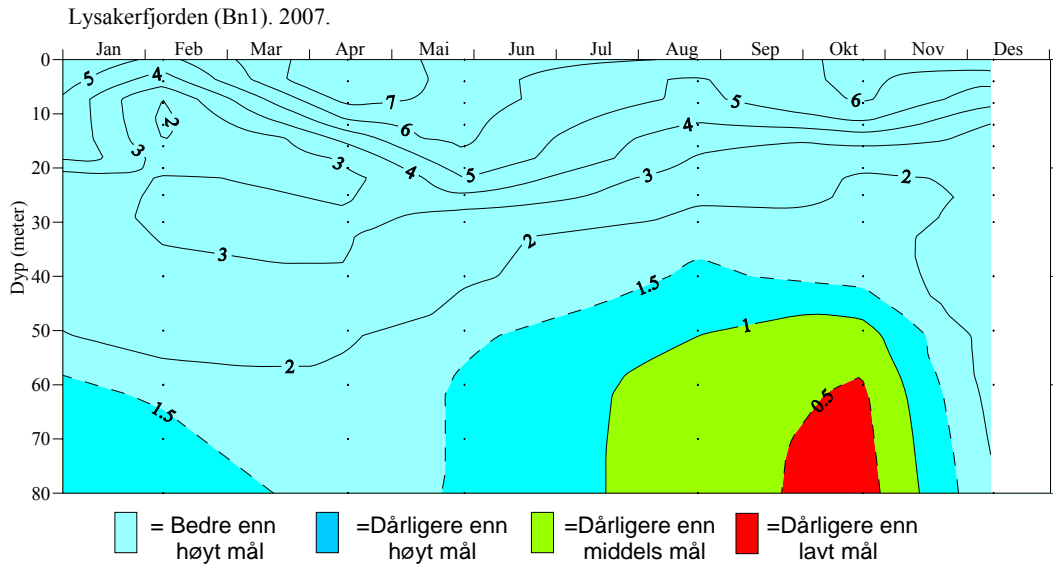 Lysakerfjorden (Bn1). 2007.
Jan Feb Mar Apr Mai Jun Jul Aug Sep Okt Nov Des
Dyp (meter)
0
10
20
30
40
50
60
70
80
5 4 7 6 5 6
2 3 3 4 5 4 3 2
3 2 1.5
2 1
1.5 0.5
= Bedre enn høyt mål
=Dårligere enn høyt mål
=Dårligere enn middels mål
=Dårligere enn lavt mål